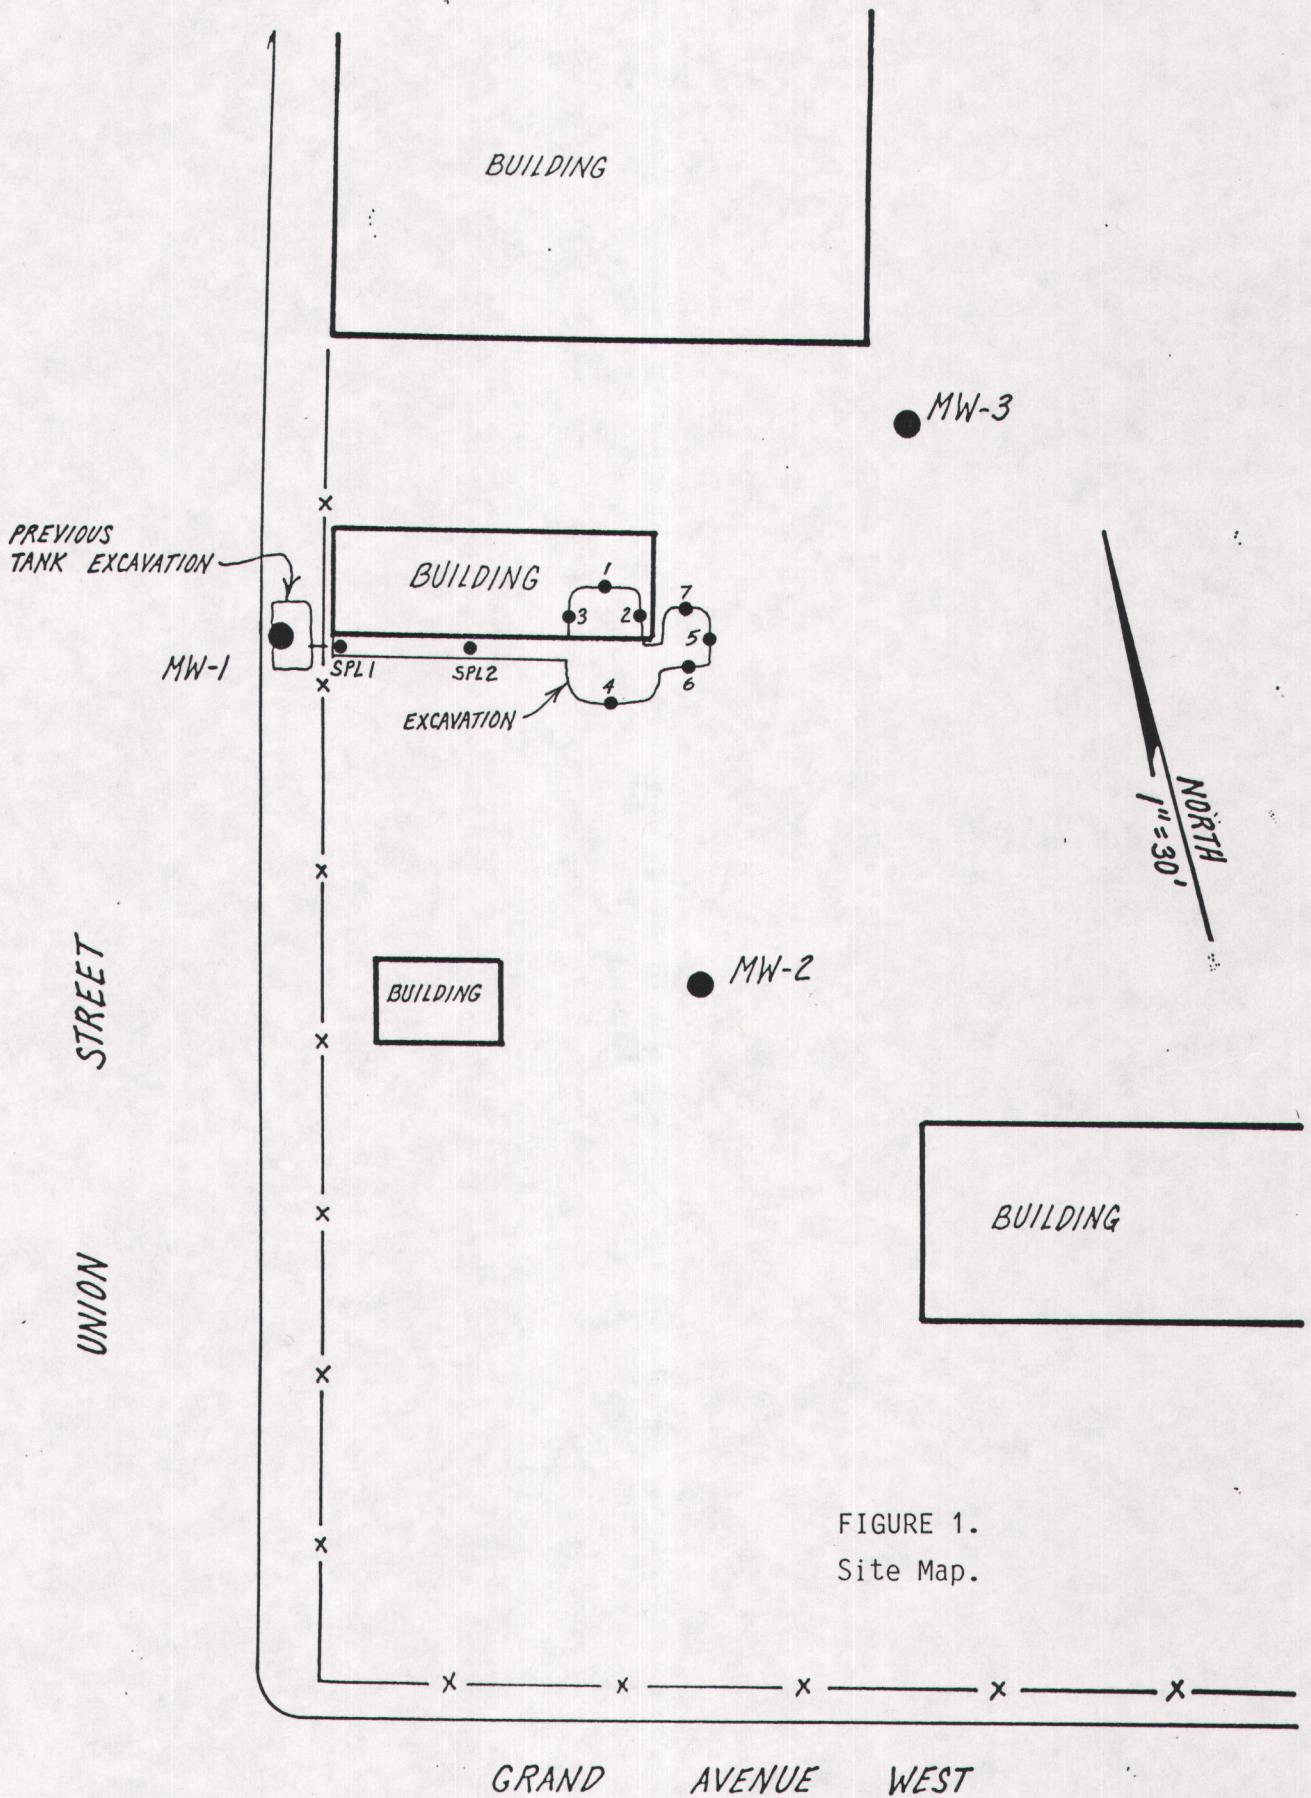 BUILDING
MW-3
PREVIOUS
TANK EXCAVATION
BUILDING
1
7
3
2
5
MW-1
SPL1
SPL2
6
4
EXCAVATION
NORTH
1"=30'
MW-2
BUILDING
UNION STREET
BUILDING
FIGURE 1.
Site Map.
GRAND AVENUE WEST